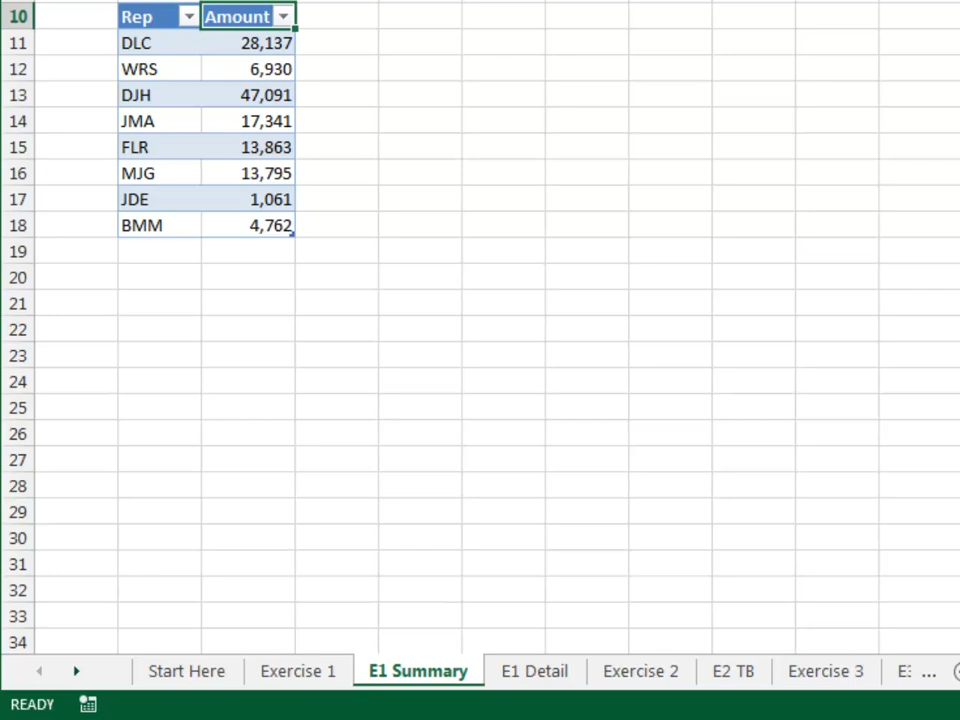 10 Rep Amount
11 DLC 28,137
12 WRS 6,930
13 DJH 47,091
14 JMA 17,341
15 FLR 13,863
16 MJG 13,795
17 JDE 1,061
18 BMM 4,762
19
20
21
22
23
24
25
26
27
28
29
30
31
32
33
34
Start Here Exercise 1 E1 Summary E1 Detail Exercise 2 E2 TB Exercise 3 ...
READY